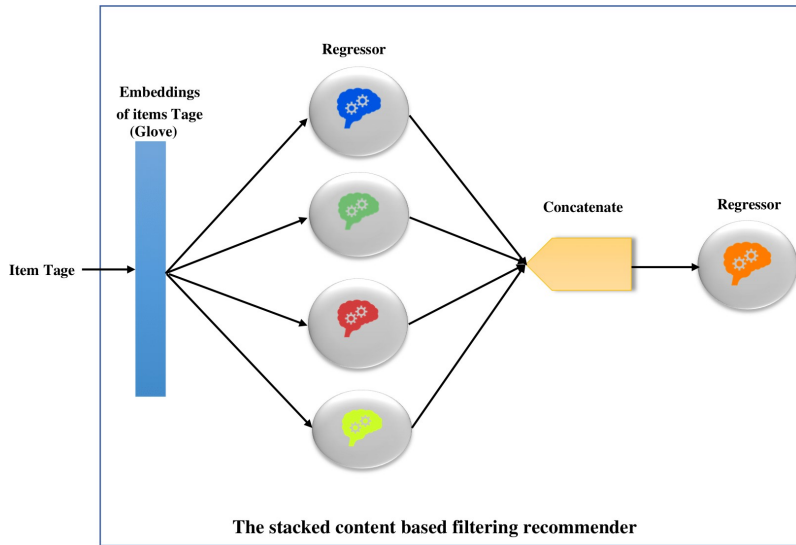 Regressor
Embeddings
of items Tage
(Glove)
Concatenate
Regressor
Item Tage
The stacked content based filtering recommender